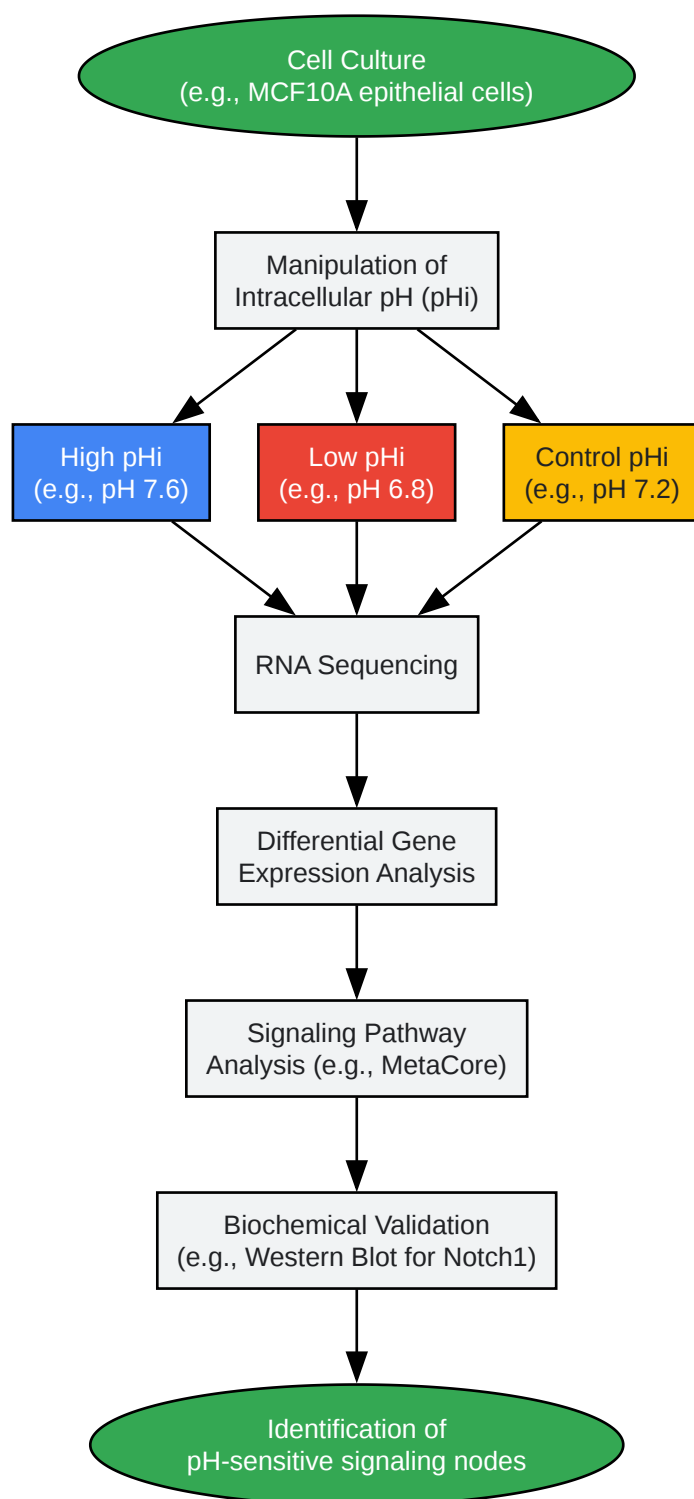 Cell Culture
(e.g., MCF10A epithelial cells)
Manipulation of
Intracellular pH (pHi)
High pHi
(e.g., pH 7.6)
Low pHi
(e.g., pH 6.8)
Control pHi
(e.g., pH 7.2)
RNA Sequencing
Differential Gene
Expression Analysis
Signaling Pathway
Analysis (e.g., MetaCore)
Biochemical Validation
(e.g., Western Blot for Notch1)
Identification of
pH-sensitive signaling nodes